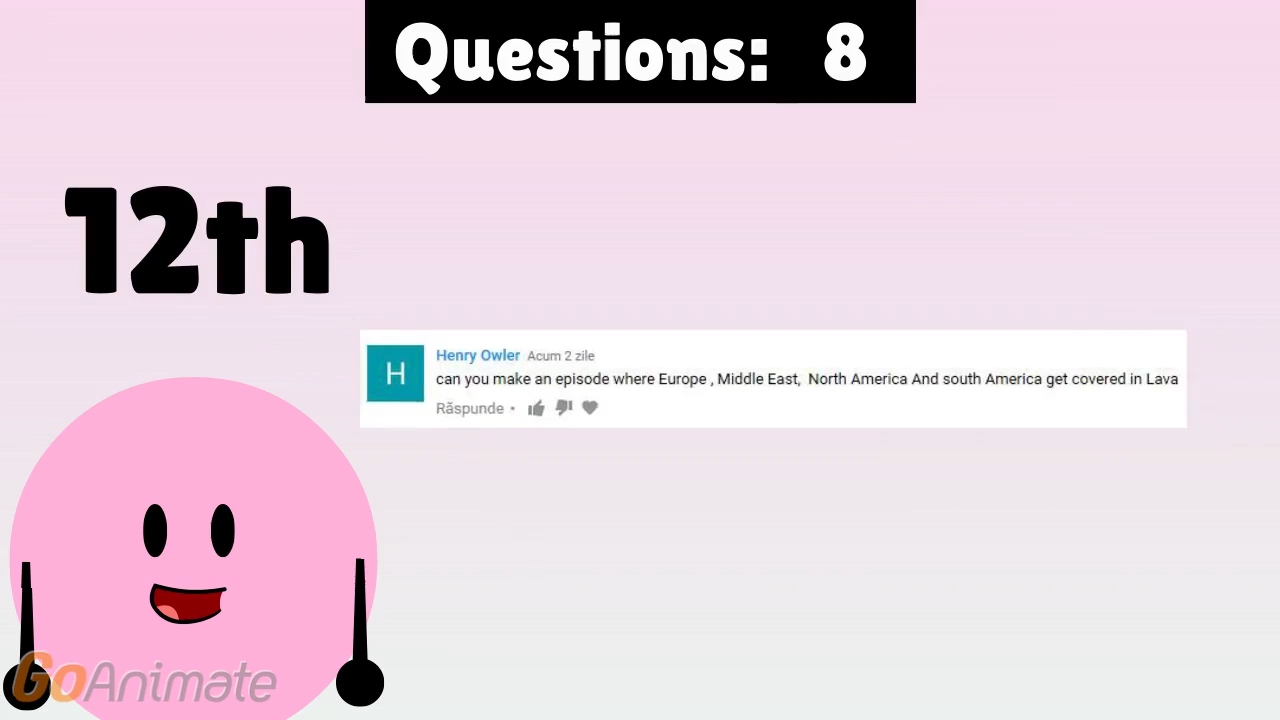 Questions: 8
12th
H
Henry Owler Acum 2 zile
can you make an episode where Europe , Middle East, North America And south America get covered in Lava
Răspunde •
GoAnimate